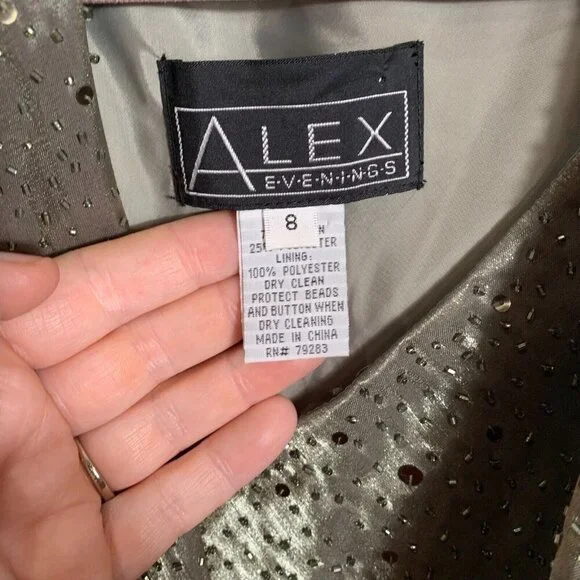 ALEX
E·V·E·N·I·N·G·S
8
LINING:
100% POLYESTER
DRY CLEAN
PROTECT BEADS
AND BUTTON WHEN
DRY CLEANING
MADE IN CHINA
RN# 79283